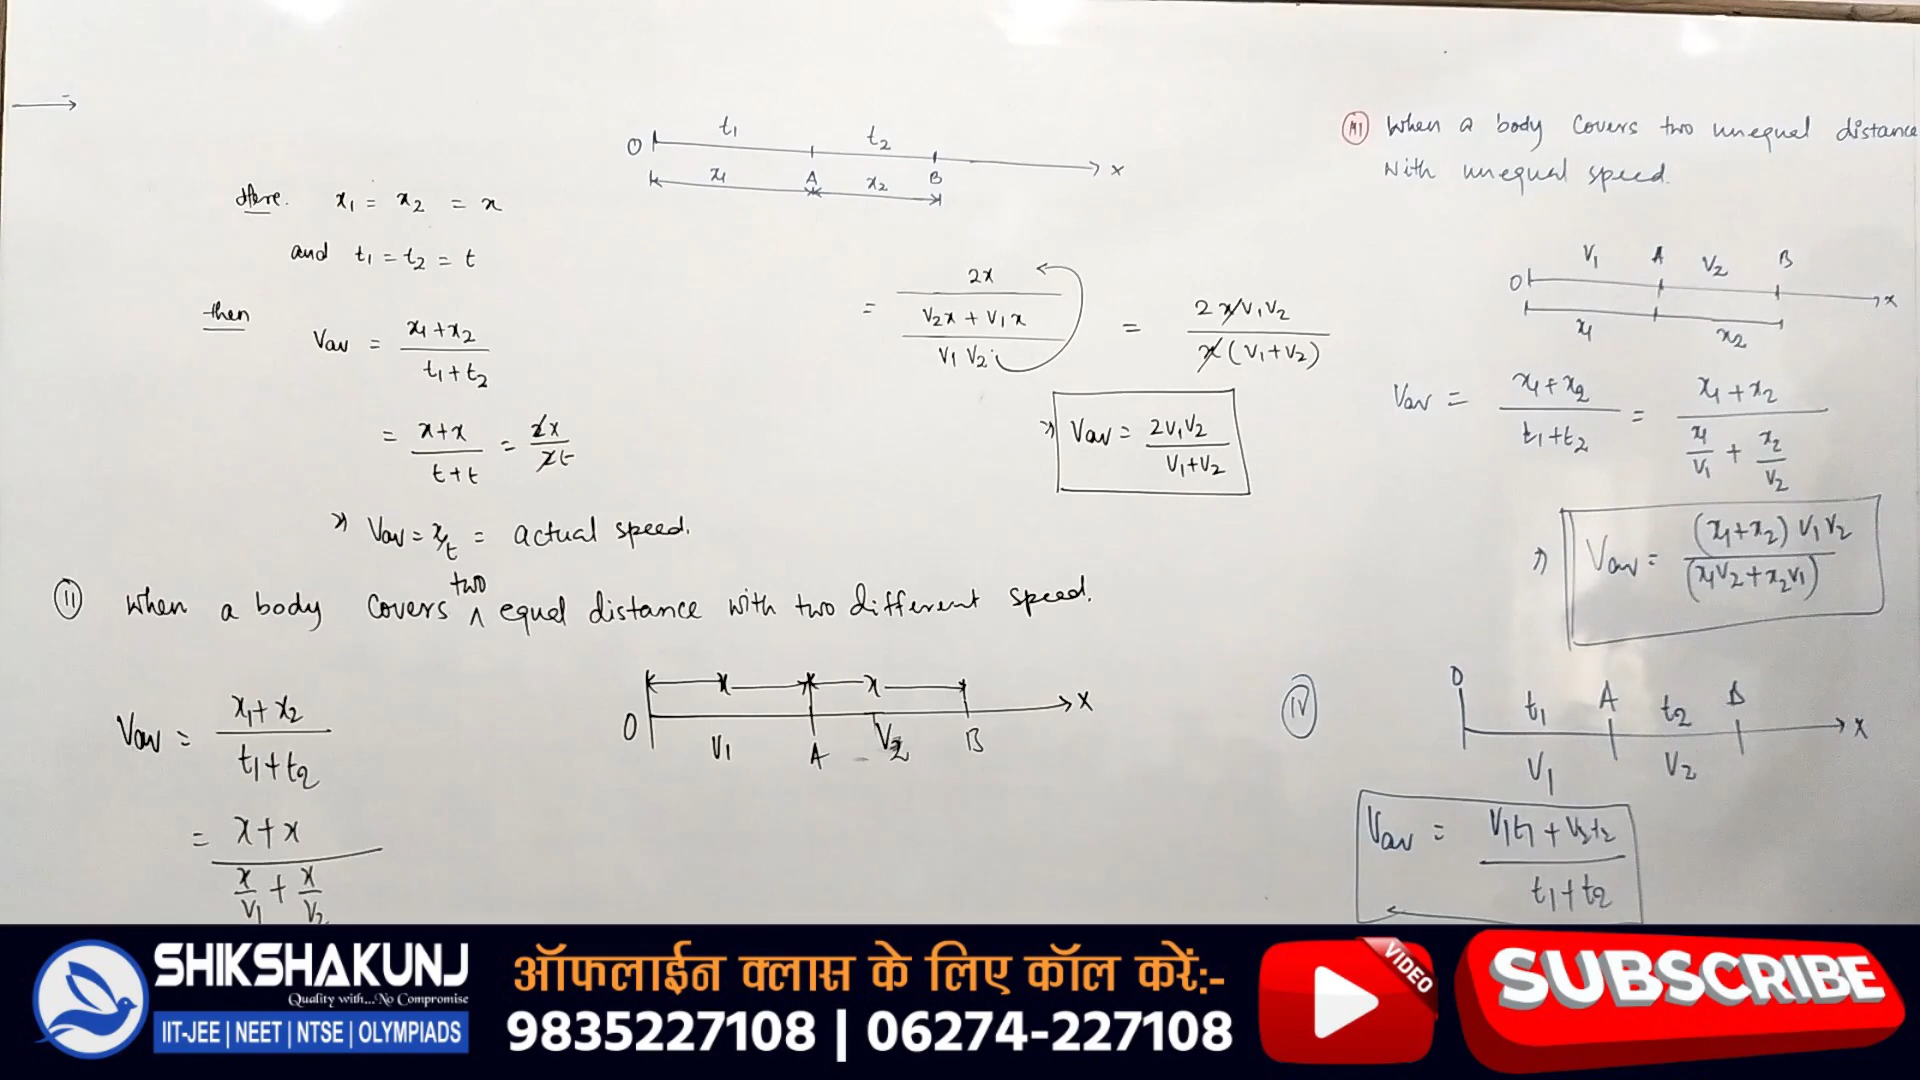 O t₁ t₂ x
x₁ A x₂ B
Here. x₁ = x₂ = x
and t₁ = t₂ = t
then Vav = (x₁+x₂)/(t₁+t₂)
= (x+x)/(t+t) = 2x/2t
⇒ Vav = x/t = actual speed.
(II) When a body covers two ^ equal distance with two different speed.
O x x X
V₁ A V₂ B
Vav = (x₁+x₂)/(t₁+t₂)
= (x+x)/(x/V₁ + x/V₂)
= 2x/((V₂x + V₁x)/(V₁V₂)) = 2xV₁V₂/(x(V₁+V₂))
⇒ Vav = 2V₁V₂/(V₁+V₂)
(III) When a body covers two unequal distance
with unequal speed.
O V₁ A V₂ B x
x₁ x₂
Vav = (x₁+x₂)/(t₁+t₂) = (x₁+x₂)/(x₁/V₁ + x₂/V₂)
⇒ Vav = (x₁+x₂)V₁V₂/(x₁V₂+x₂V₁)
(IV) O t₁ A t₂ B x
V₁ V₂
Vav = (V₁t₁+V₂t₂)/(t₁+t₂)
SHIKSHAKUNJ
Quality with...No Compromise
IIT-JEE | NEET | NTSE | OLYMPIADS
ऑफलाईन क्लास के लिए कॉल करें:-
9835227108 | 06274-227108
VIDEO
SUBSCRIBE